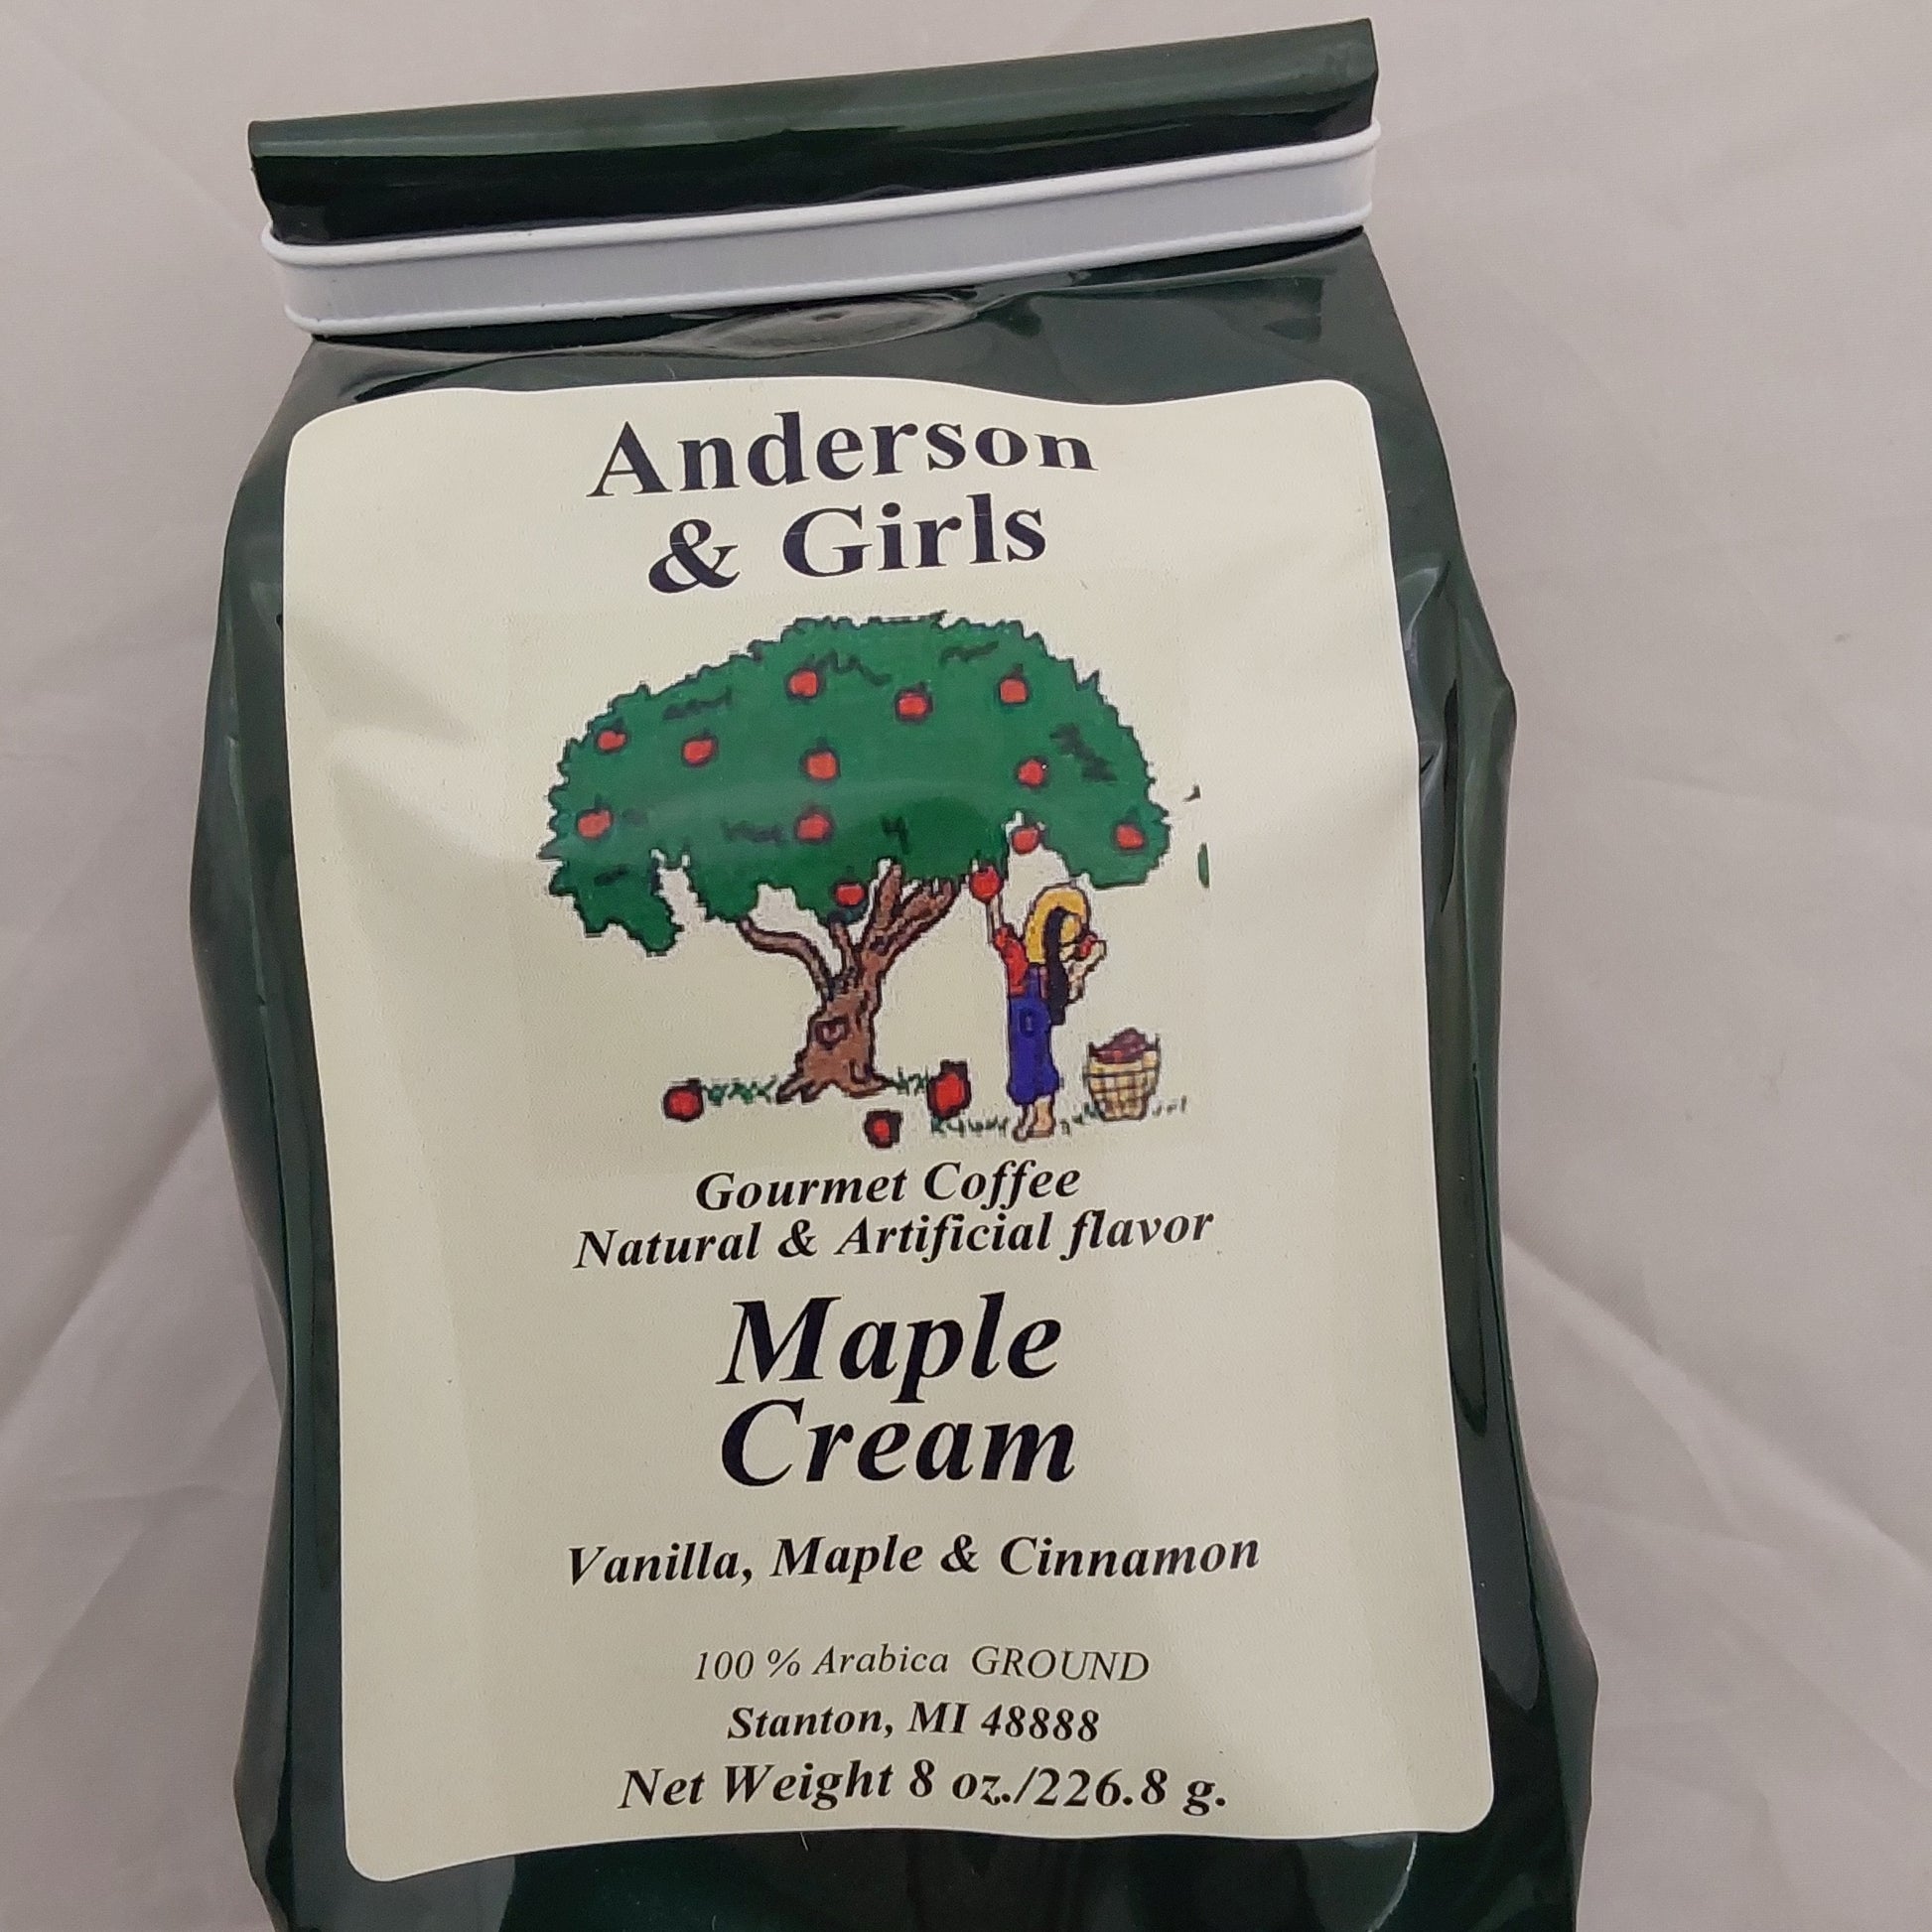 Anderson
& Girls
Gourmet Coffee
Natural & Artificial flavor
Maple
Cream
Vanilla, Maple & Cinnamon
100 % Arabica GROUND
Stanton, MI 48888
Net Weight 8 oz./226.8 g.